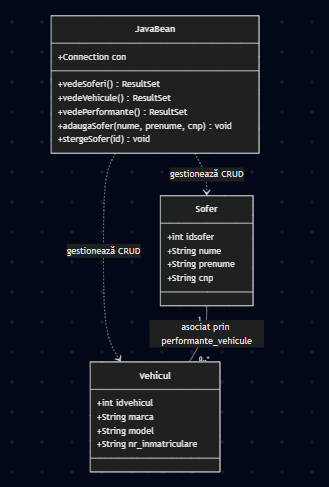 JavaBean
+Connection con
+vedeSoferi() : ResultSet
+vedeVehicule() : ResultSet
+vedePerformante() : ResultSet
+adaugaSofer(nume, prenume, cnp) : void
+stergeSofer(id) : void
gestionează CRUD
Sofer
+int idsofer
+String nume
+String prenume
+String cnp
gestionează CRUD
1
asociat prin
performante_vehicule
0..*
Vehicul
+int idvehicul
+String marca
+String model
+String nr_inmatriculare